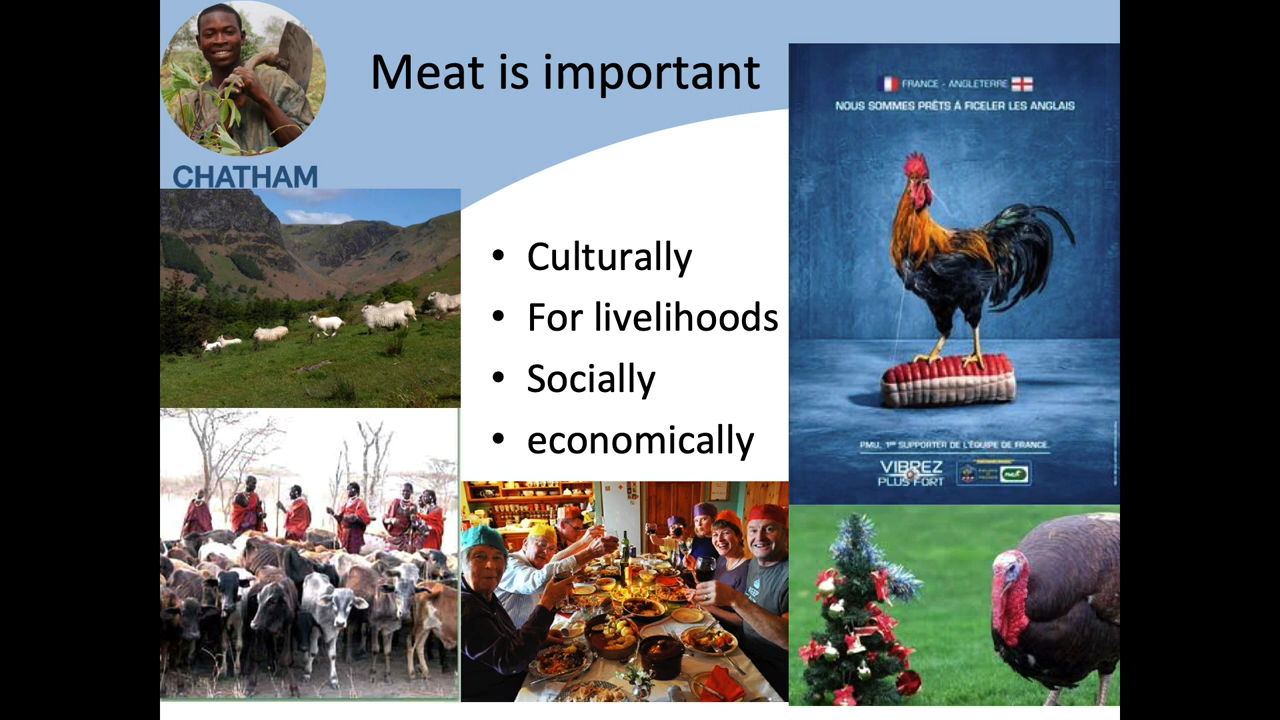 Meat is important
CHATHAM
• Culturally
• For livelihoods
• Socially
• economically
FRANCE - ANGLETERRE
NOUS SOMMES PRÊTS À FICELER LES ANGLAIS
PMU, 1ER SUPPORTER DE L'ÉQUIPE DE FRANCE.
VIBREZ
PLUS FORT